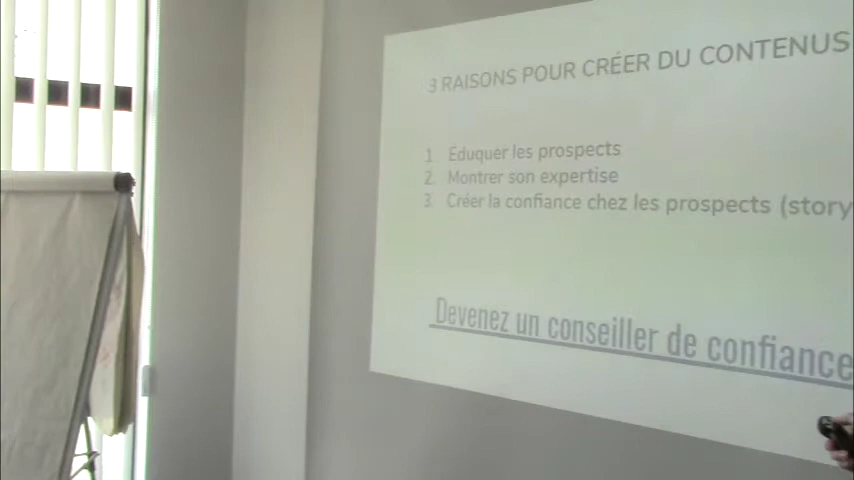 3 RAISONS POUR CRÉER DU CONTENUS
1. Eduquer les prospects
2. Montrer son expertise
3. Créer la confiance chez les prospects (story
Devenez un conseiller de confiance